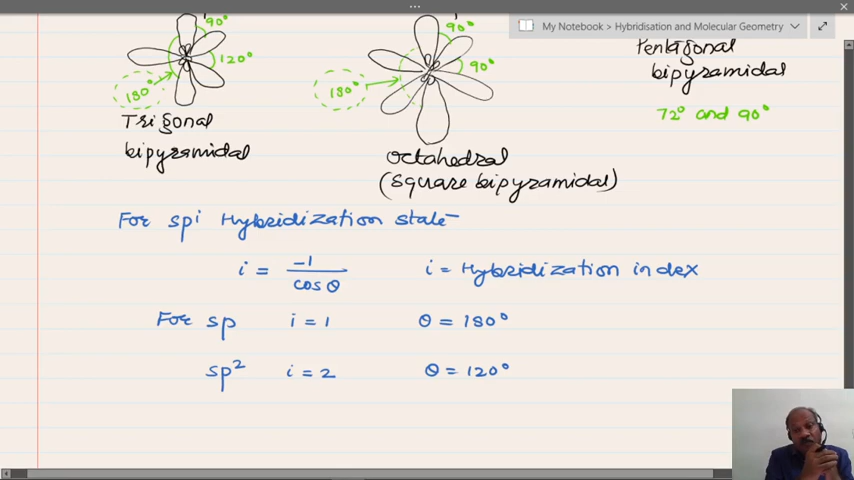 My Notebook > Hybridisation and Molecular Geometry
90°
120°
180°
Trigonal
bipyramidal
90°
90°
180°
octahedral
(square bipyramidal)
Pentagonal
bipyramidal
72° and 90°
For spi Hybridization state
i = -1 / cos θ    i = Hybridization index
For sp    i = 1    θ = 180°
sp²    i = 2    θ = 120°